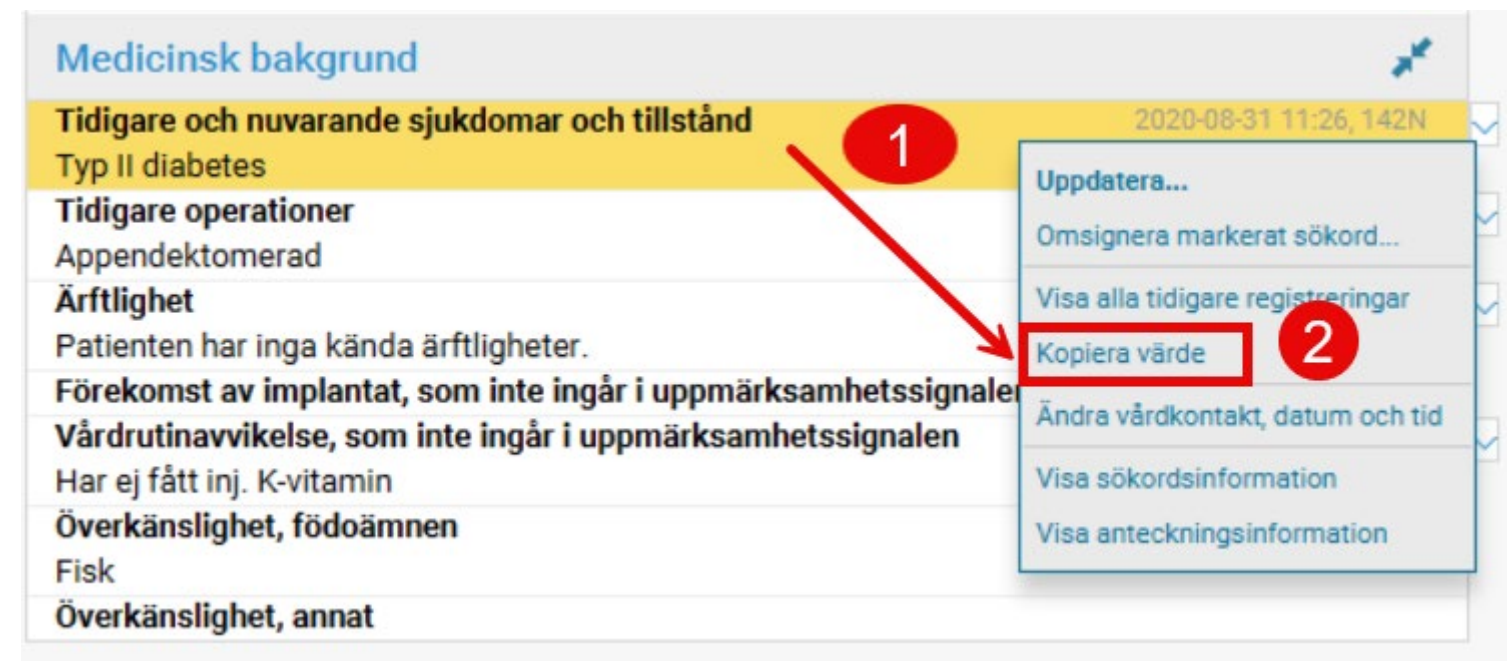 Medicinsk bakgrund
Tidigare och nuvarande sjukdomar och tillstånd
2020-08-31 11:26, 142N
Typ II diabetes
Tidigare operationer
Appendektomerad
Ärftlighet
Patienten har inga kända ärftligheter.
Förekomst av implantat, som inte ingår i uppmärksamhetssignalen
Vårdrutinavvikelse, som inte ingår i uppmärksamhetssignalen
Har ej fått inj. K-vitamin
Överkänslighet, födoämnen
Fisk
Överkänslighet, annat
1
Uppdatera...
Omsignera markerat sökord...
Visa alla tidigare registreringar
Kopiera värde
2
Ändra vårdkontakt, datum och tid
Visa sökordsinformation
Visa anteckningsinformation